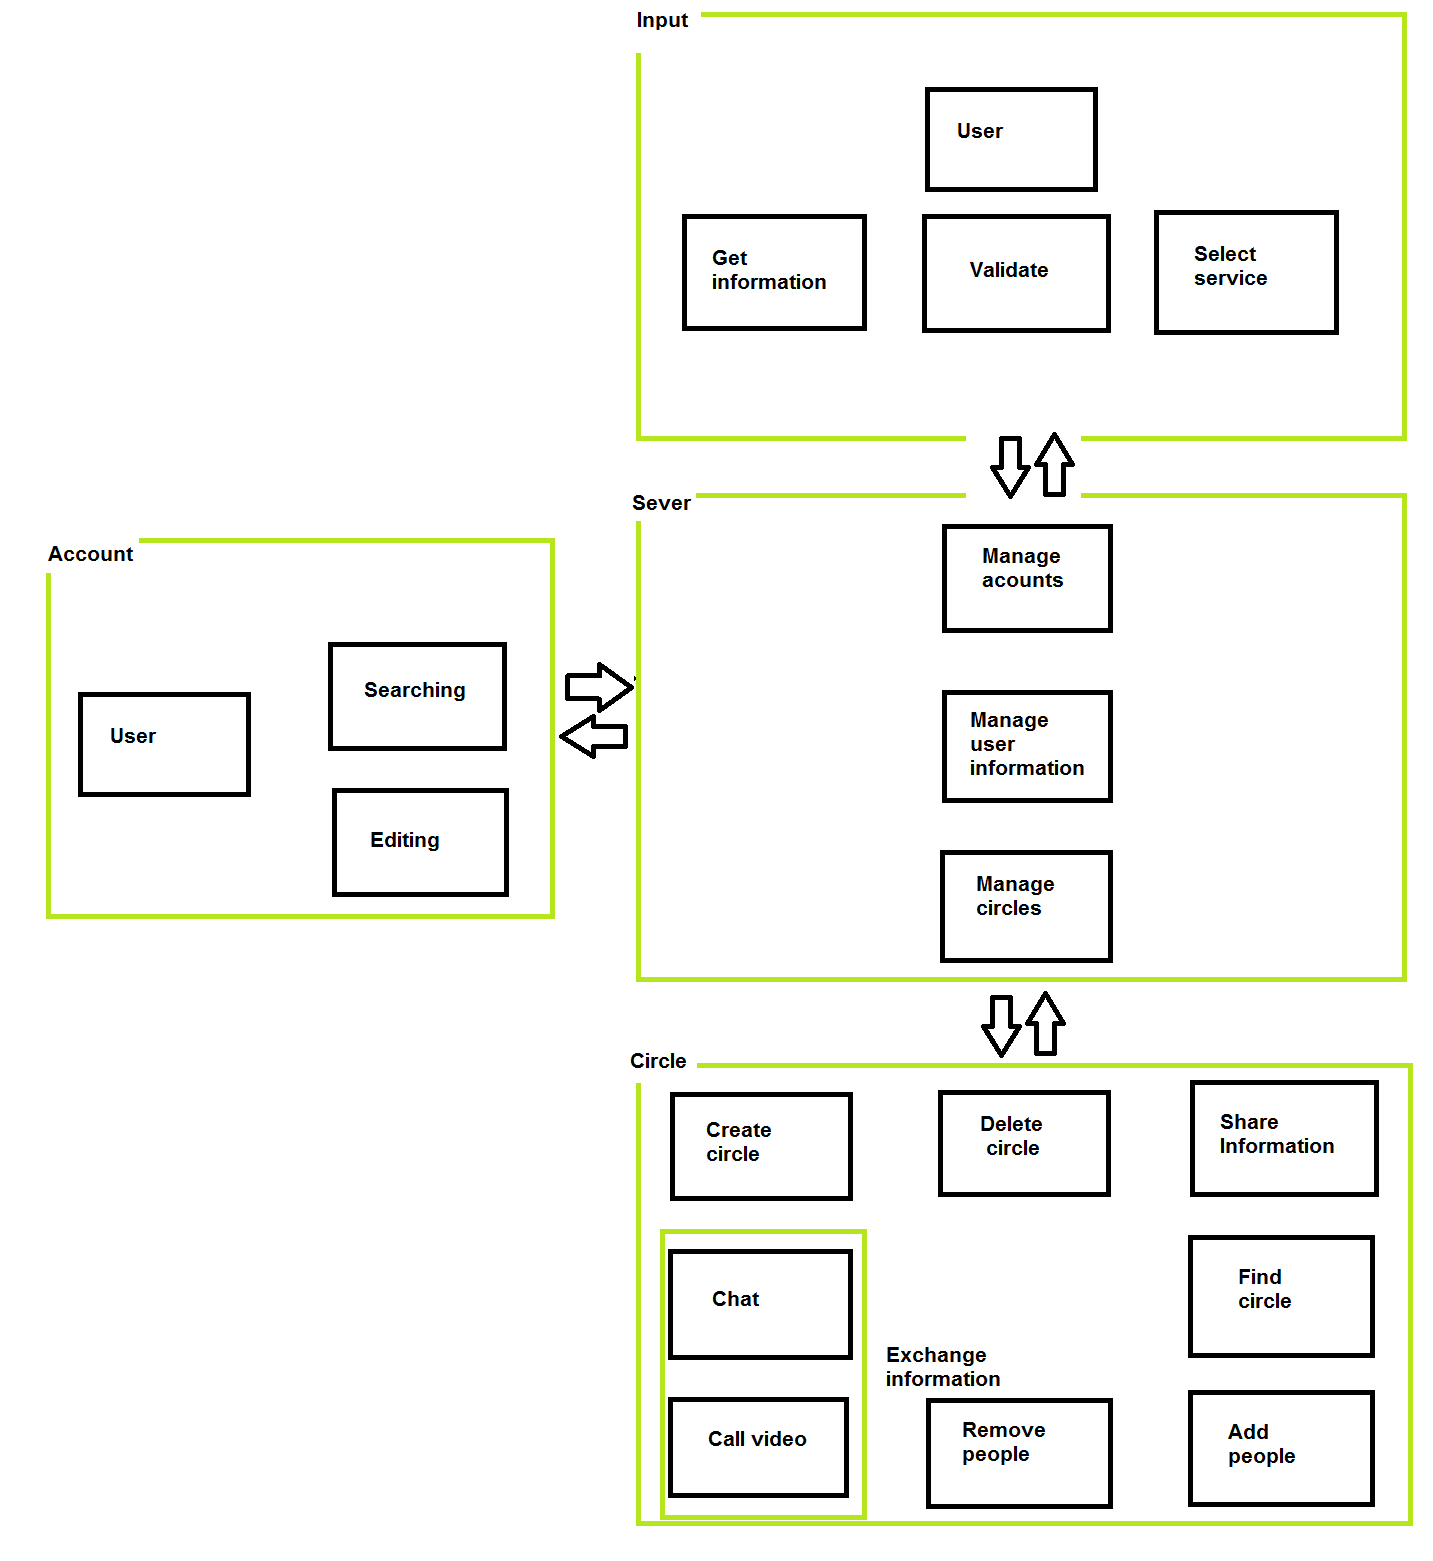 Input
User
Get
information
Validate
Select
service
Sever
Manage
acounts
Manage
user
information
Manage
circles
Account
Searching
User
Editing
Circle
Create
circle
Delete
circle
Share
Information
Chat
Find
circle
Exchange
information
Call video
Remove
people
Add
people